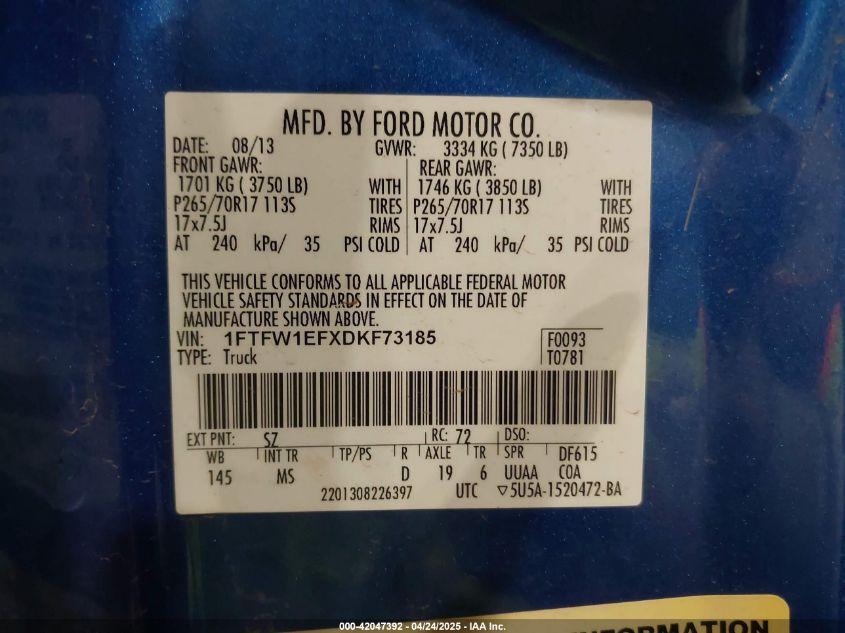 MFD. BY FORD MOTOR CO.
DATE: 08/13 GVWR: 3334 KG ( 7350 LB)
FRONT GAWR: REAR GAWR:
1701 KG ( 3750 LB) WITH 1746 KG ( 3850 LB) WITH
P265/70R17 113S TIRES P265/70R17 113S TIRES
17x7.5J RIMS 17x7.5J RIMS
AT 240 kPa/ 35 PSI COLD AT 240 kPa/ 35 PSI COLD
THIS VEHICLE CONFORMS TO ALL APPLICABLE FEDERAL MOTOR
VEHICLE SAFETY STANDARDS IN EFFECT ON THE DATE OF
MANUFACTURE SHOWN ABOVE.
VIN: 1FTFW1EFXDKF73185 F0093
TYPE: Truck T0781
EXT PNT: SZ RC: 72 DSO:
WB INT TR TP/PS R AXLE TR SPR DF615
145 MS D 19 6 UUAA COA
2201308226397 UTC ▽5U5A-1520472-BA
INFORMATION
000-42047392 - 04/24/2025 - IAA Inc.